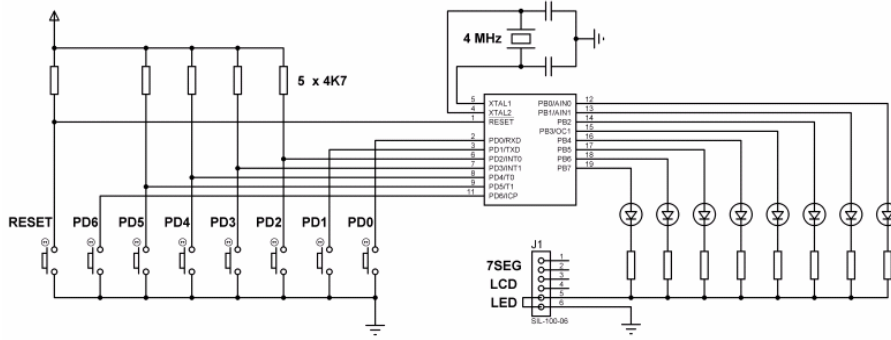 4 MHz
5 x 4K7
5 XTAL1
4 XTAL2
1 RESET
2 PD0/RXD
3 PD1/TXD
6 PD2/INT0
7 PD3/INT1
8 PD4/T0
9 PD5/T1
11 PD6/ICP
PB0/AIN0 12
PB1/AIN1 13
PB2 14
PB3/OC1 15
PB4 16
PB5 17
PB6 18
PB7 19
RESET PD6 PD5 PD4 PD3 PD2 PD1 PD0
J1
7SEG
LCD
LED
1
2
3
4
5
6
SIL-100-06